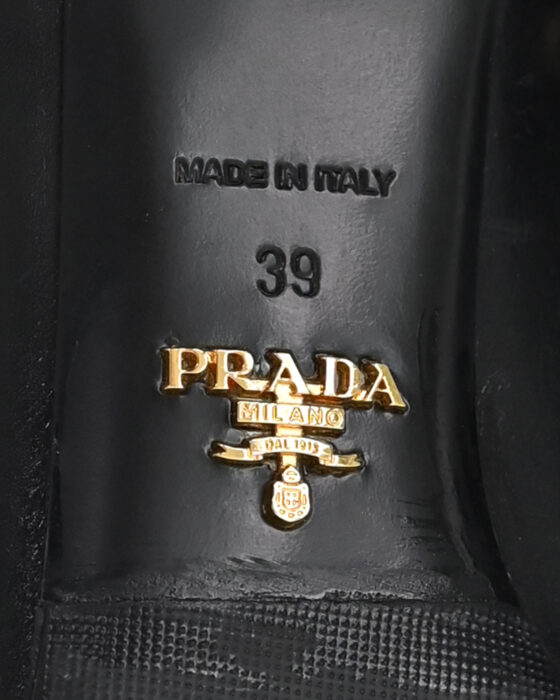 MADE IN ITALY
39
PRADA
MILANO
DAL 1913